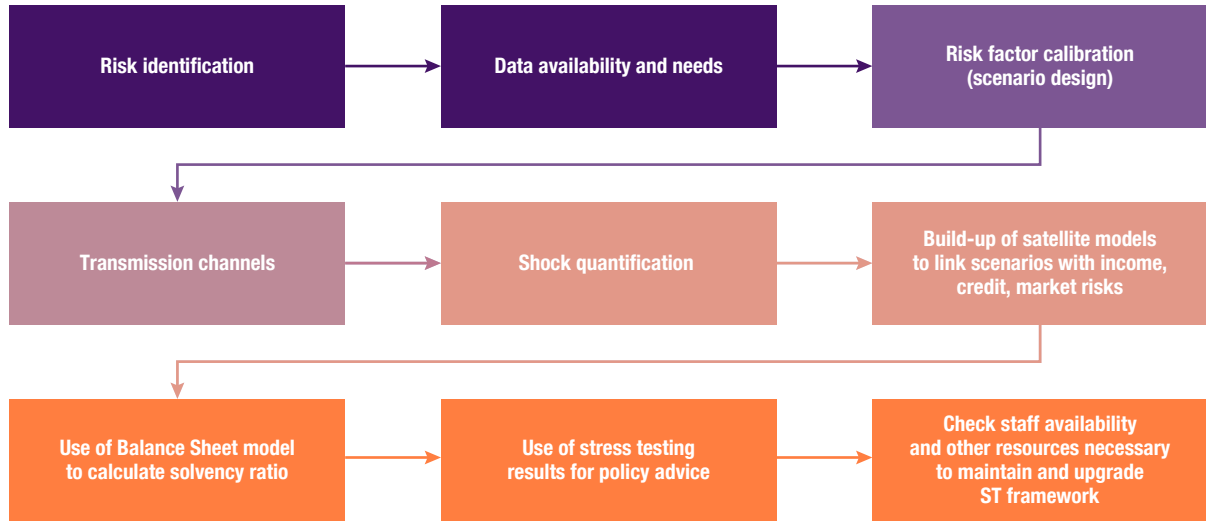 Risk identification
Data availability and needs
Risk factor calibration
(scenario design)
Transmission channels
Shock quantification
Build-up of satellite models
to link scenarios with income,
credit, market risks
Use of Balance Sheet model
to calculate solvency ratio
Use of stress testing
results for policy advice
Check staff availability
and other resources necessary
to maintain and upgrade
ST framework